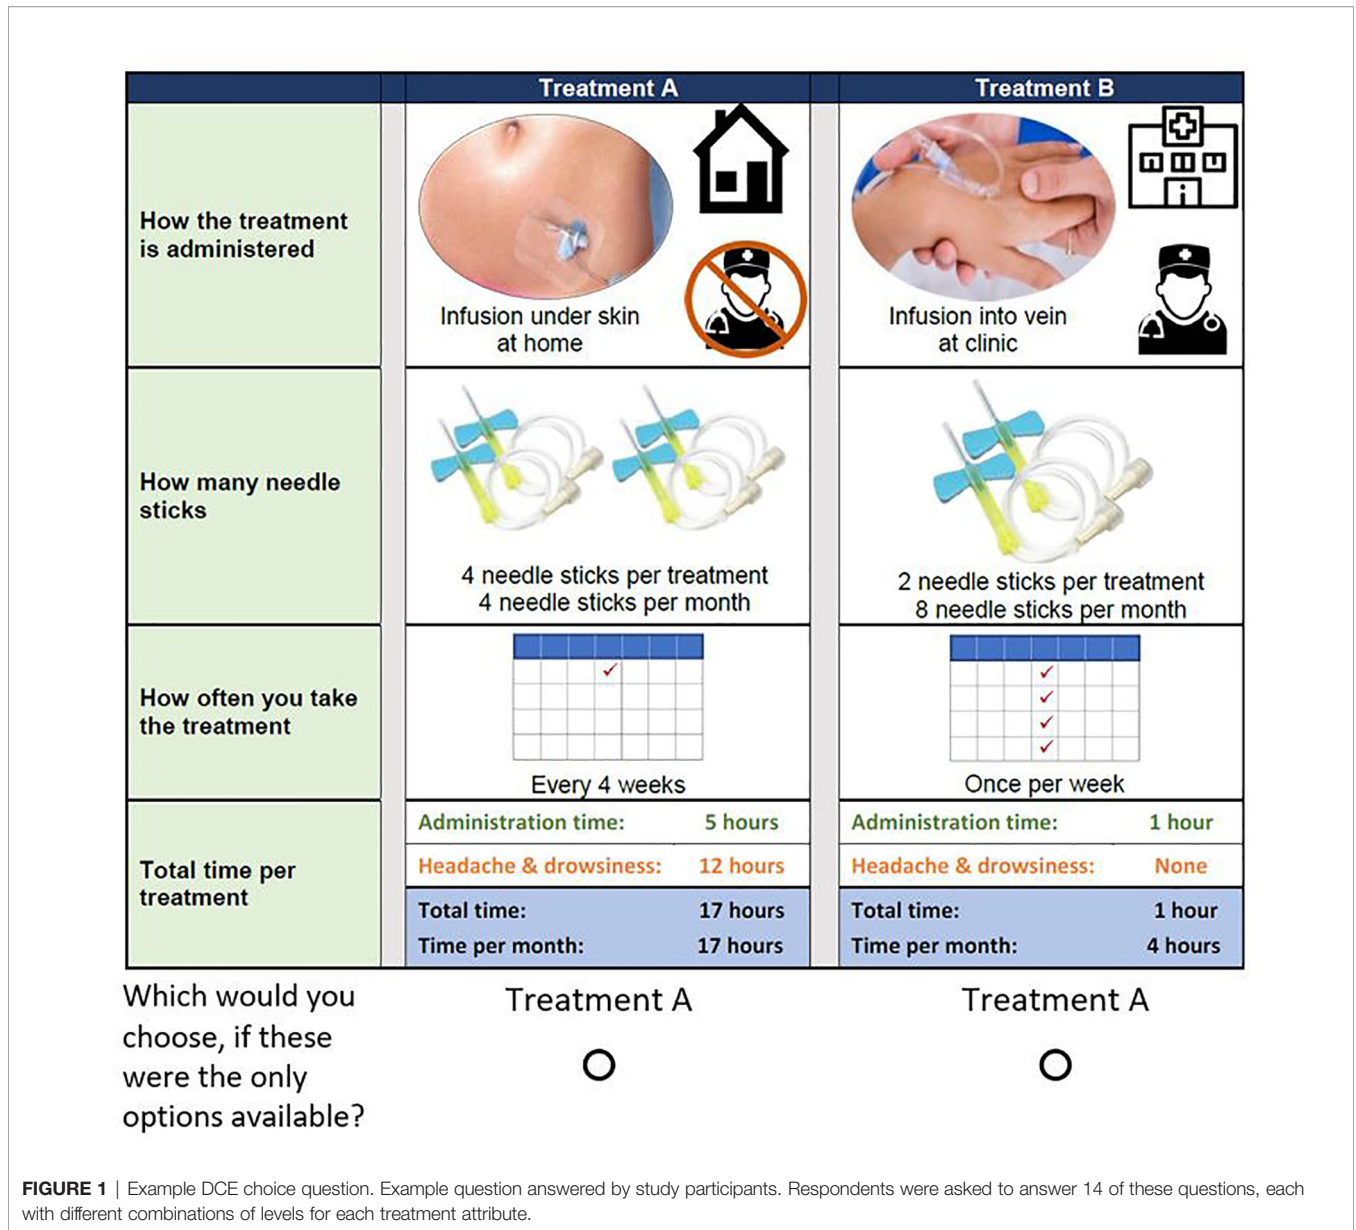 Treatment A
Treatment B
How the treatment
is administered
Infusion under skin
at home
Infusion into vein
at clinic
How many needle
sticks
4 needle sticks per treatment
4 needle sticks per month
2 needle sticks per treatment
8 needle sticks per month
How often you take
the treatment
Every 4 weeks
Once per week
Total time per
treatment
Administration time: 5 hours
Headache & drowsiness: 12 hours
Total time: 17 hours
Time per month: 17 hours
Administration time: 1 hour
Headache & drowsiness: None
Total time: 1 hour
Time per month: 4 hours
Which would you
choose, if these
were the only
options available?
Treatment A
Treatment A
FIGURE 1 | Example DCE choice question. Example question answered by study participants. Respondents were asked to answer 14 of these questions, each
with different combinations of levels for each treatment attribute.